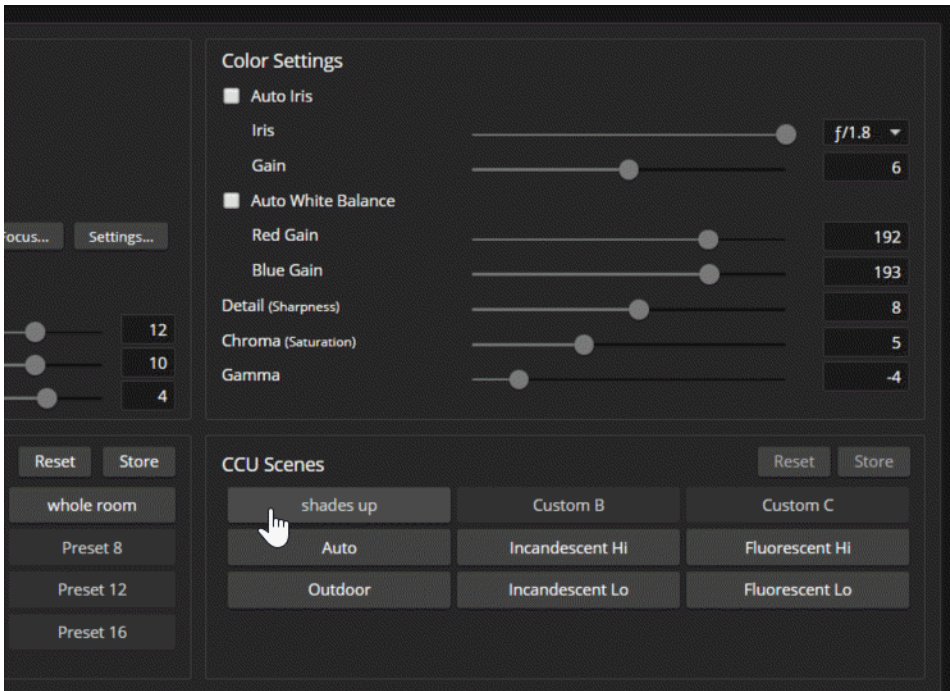 Color Settings
Auto Iris
Iris ƒ/1.8
Gain 6
Auto White Balance
Red Gain 192
Blue Gain 193
Detail (Sharpness) 8
Chroma (Saturation) 5
Gamma -4
Settings...
12
10
4
Reset Store
whole room
Preset 8
Preset 12
Preset 16
CCU Scenes Reset Store
shades up Custom B Custom C
Auto Incandescent Hi Fluorescent Hi
Outdoor Incandescent Lo Fluorescent Lo